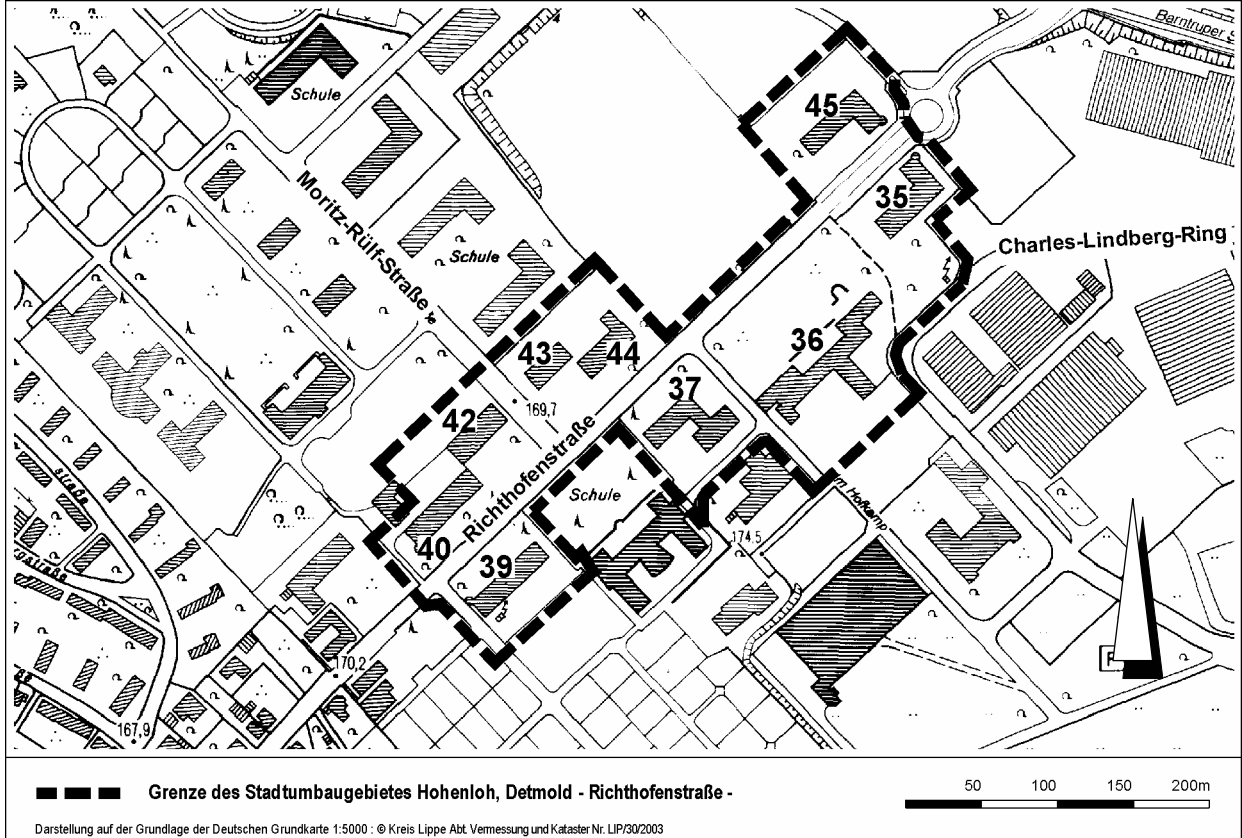 Barntruper S
Schule
45
35
Moritz-Rülf-Straße
Schule
Charles-Lindberg-Ring
36
43
44
37
169,7
42
Richthofenstraße
Schule
40
39
174,5
m Hofkamp
straße
rgstraße
170,2
167,9
P
Grenze des Stadtumbaugebietes Hohenloh, Detmold - Richthofenstraße -
50 100 150 200m
Darstellung auf der Grundlage der Deutschen Grundkarte 1:5000 : © Kreis Lippe Abt. Vermessung und Kataster Nr. LIP/30/2003